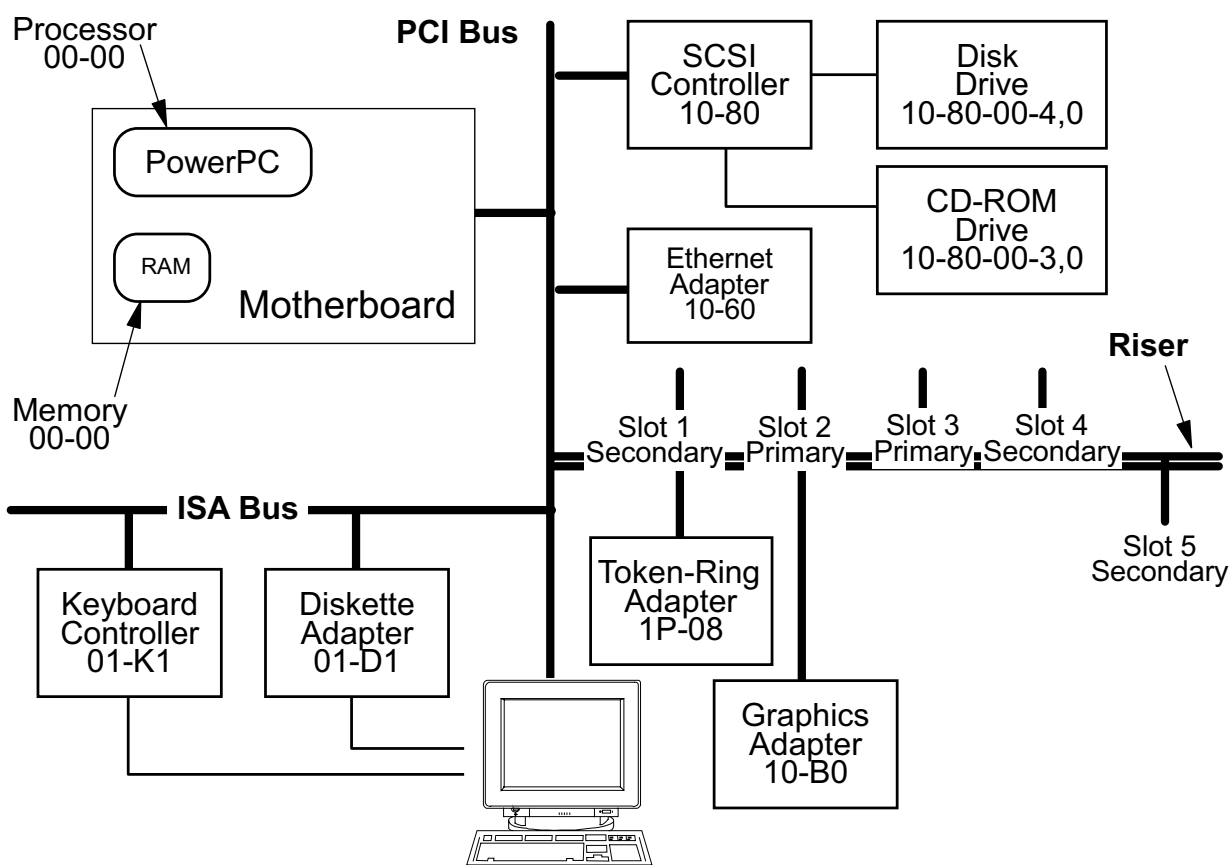 Processor
00-00
PCI Bus
SCSI
Controller
10-80
Disk
Drive
10-80-00-4,0
PowerPC
CD-ROM
Drive
10-80-00-3,0
RAM
Motherboard
Ethernet
Adapter
10-60
Riser
Memory
00-00
Slot 1
Secondary
Slot 2
Primary
Slot 3
Primary
Slot 4
Secondary
ISA Bus
Slot 5
Secondary
Keyboard
Controller
01-K1
Diskette
Adapter
01-D1
Token-Ring
Adapter
1P-08
Graphics
Adapter
10-B0